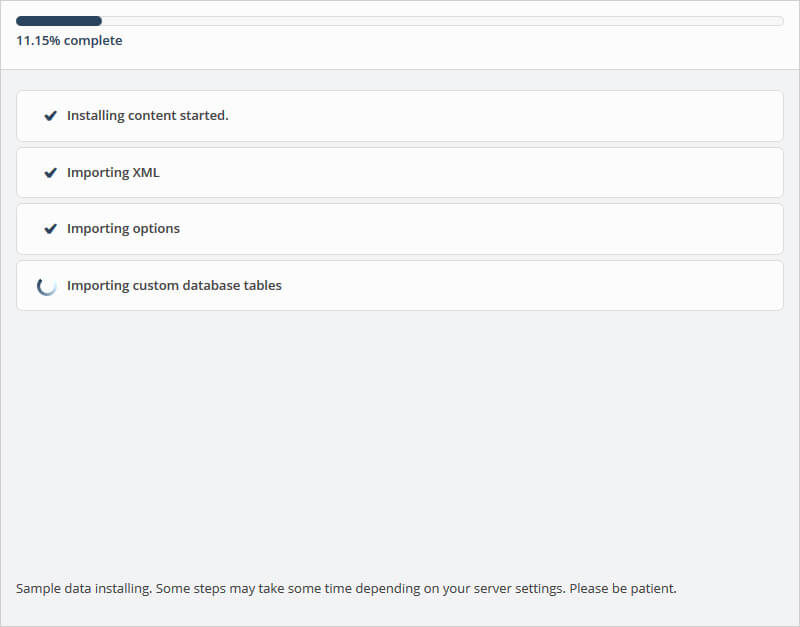 11.15% complete
Installing content started.
Importing XML
Importing options
Importing custom database tables
Sample data installing. Some steps may take some time depending on your server settings. Please be patient.